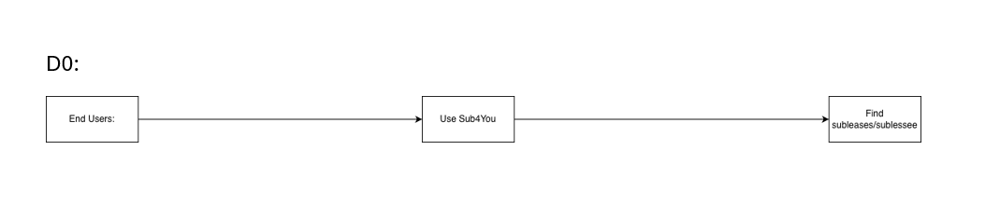 D0:
End Users:
Use Sub4You
Find
subleases/sublessee